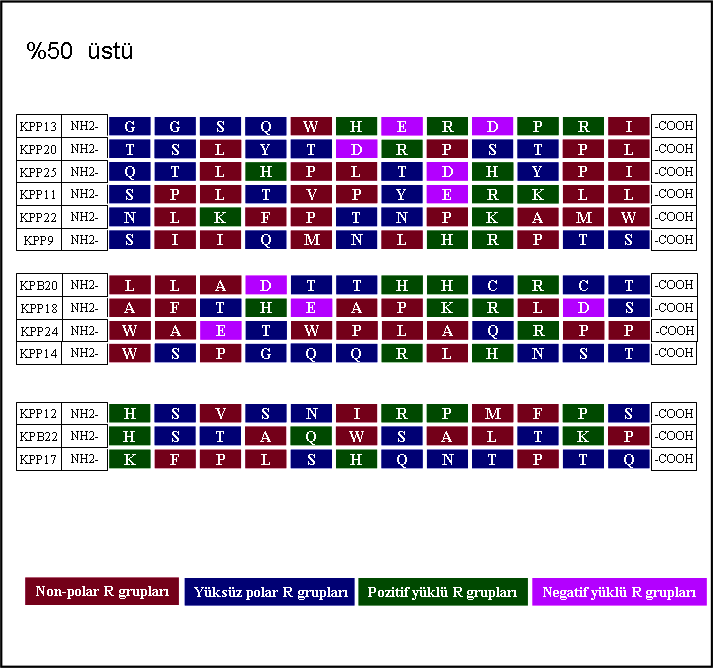 %50 üstü
KPP13 NH2- G G S Q W H E R D P R I -COOH
KPP20 NH2- T S L Y T D R P S T P L -COOH
KPP25 NH2- Q T L H P L T D H Y P I -COOH
KPP11 NH2- S P L T V P Y E R K L L -COOH
KPP22 NH2- N L K F P T N P K A M W -COOH
KPP9 NH2- S I I Q M N L H R P T S -COOH
KPB20 NH2- L L A D T T H H C R C T -COOH
KPP18 NH2- A F T H E A P K R L D S -COOH
KPP24 NH2- W A E T W P L A Q R P P -COOH
KPP14 NH2- W S P G Q Q R L H N S T -COOH
KPP12 NH2- H S V S N I R P M F P S -COOH
KPB22 NH2- H S T A Q W S A L T K P -COOH
KPP17 NH2- K F P L S H Q N T P T Q -COOH
Non-polar R grupları Yüksüz polar R grupları Pozitif yüklü R grupları Negatif yüklü R grupları